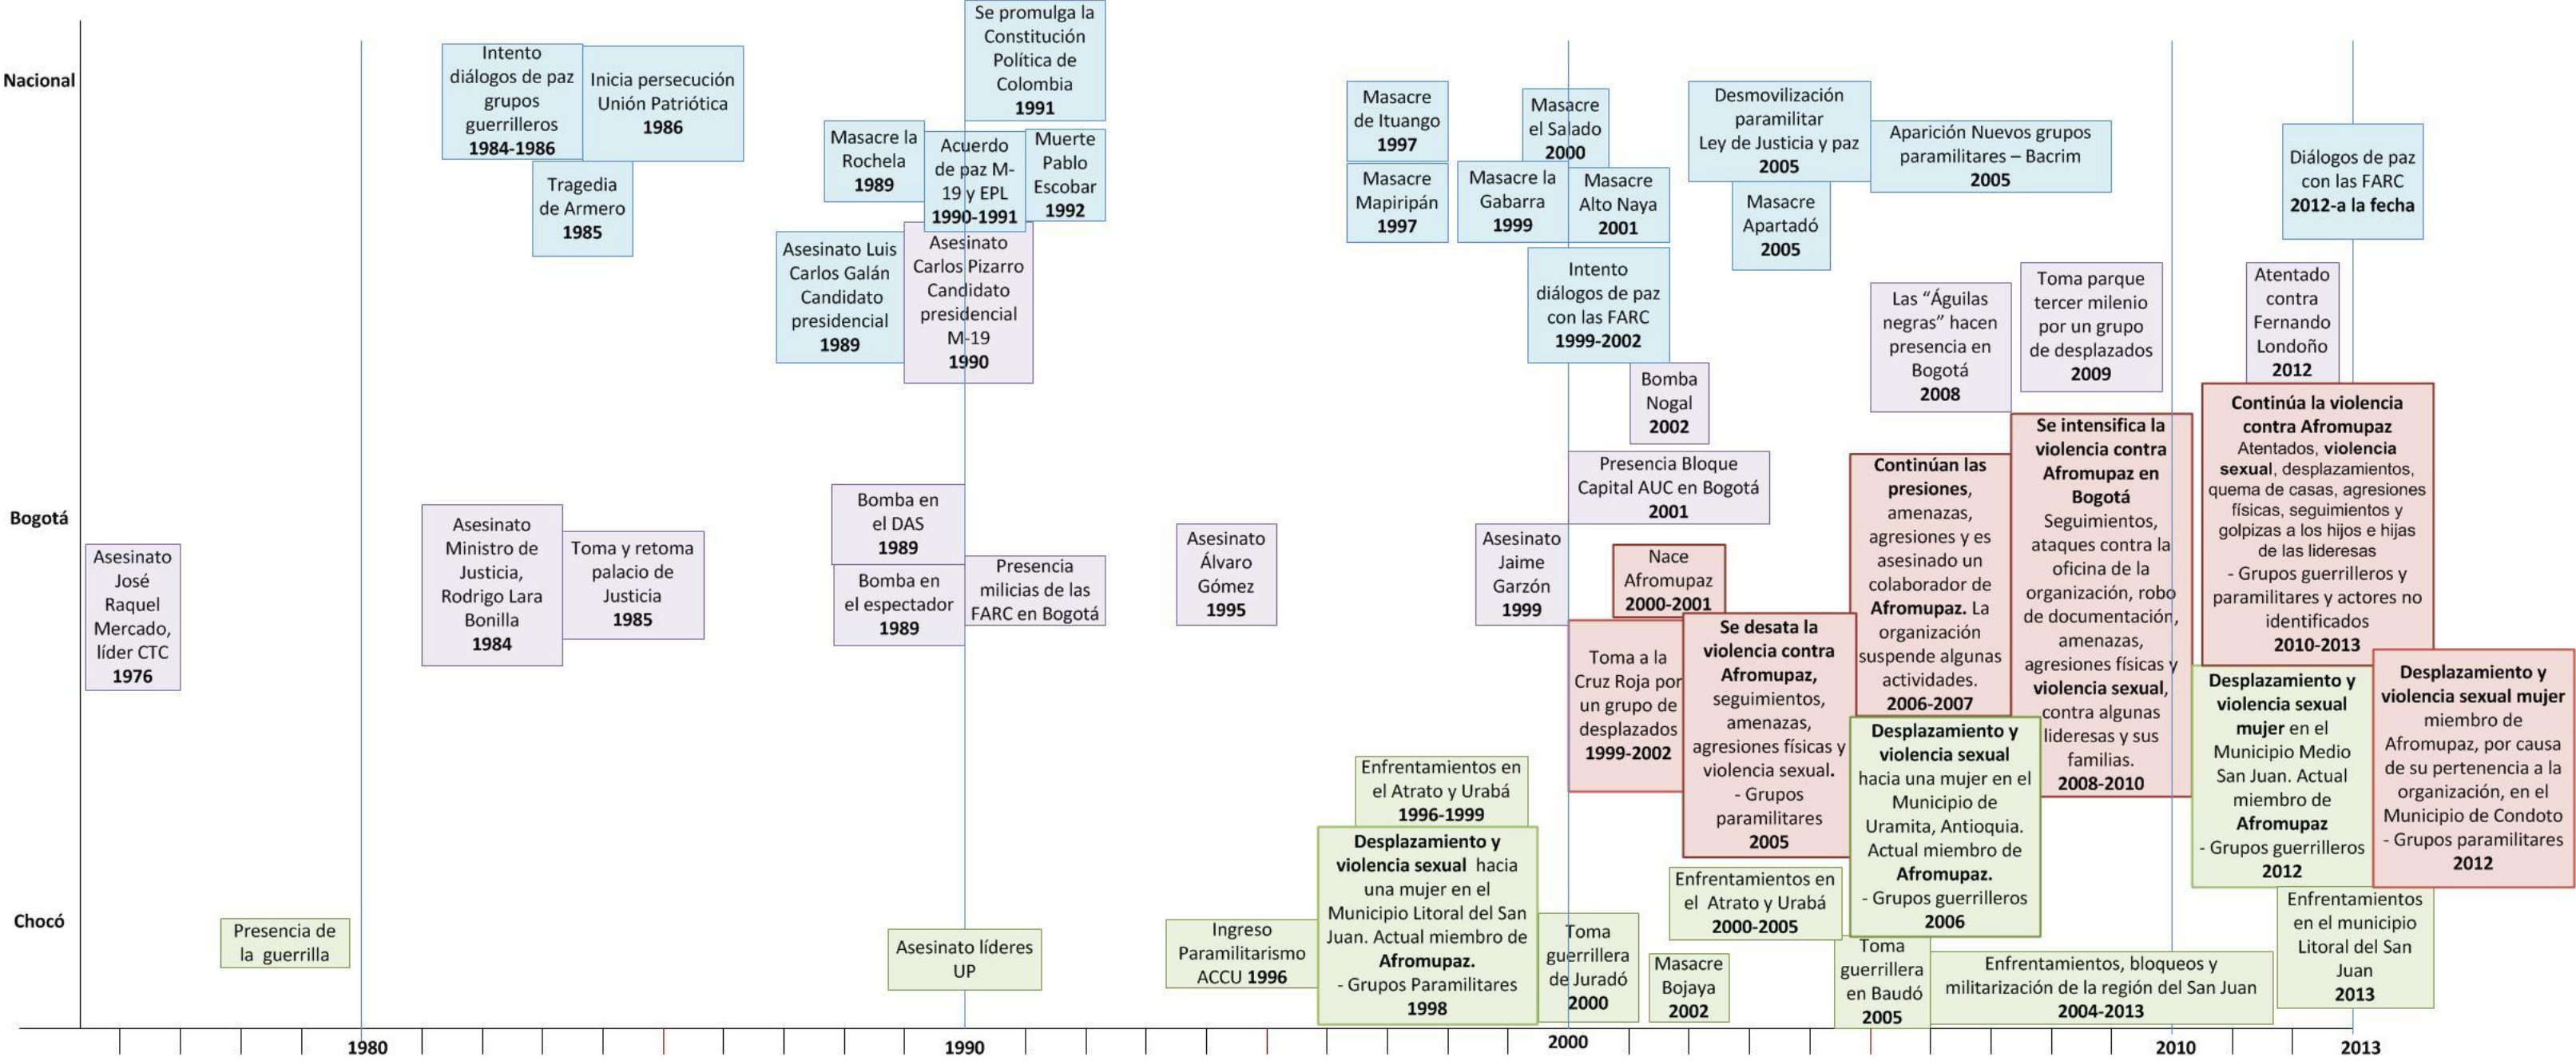 Nacional
Intento
diálogos de paz
grupos
guerrilleros
1984-1986
Inicia persecución
Unión Patriótica
1986
Tragedia
de Armero
1985
Se promulga la
Constitución
Política de
Colombia
1991
Masacre la
Rochela
1989
Acuerdo
de paz M-
19 y EPL
1990-1991
Muerte
Pablo
Escobar
1992
Asesinato Luis
Carlos Galán
Candidato
presidencial
1989
Asesinato
Carlos Pizarro
Candidato
presidencial
M-19
1990
Masacre
de Ituango
1997
Masacre
Mapiripán
1997
Masacre
el Salado
2000
Masacre la
Gabarra
1999
Masacre
Alto Naya
2001
Intento
diálogos de paz
con las FARC
1999-2002
Desmovilización
paramilitar
Ley de Justicia y paz
2005
Aparición Nuevos grupos
paramilitares – Bacrim
2005
Masacre
Apartadó
2005
Diálogos de paz
con las FARC
2012-a la fecha
Bogotá
Asesinato
José
Raquel
Mercado,
líder CTC
1976
Asesinato
Ministro de
Justicia,
Rodrigo Lara
Bonilla
1984
Toma y retoma
palacio de
Justicia
1985
Bomba en
el DAS
1989
Bomba en
el espectador
1989
Presencia
milicias de las
FARC en Bogotá
Asesinato
Álvaro
Gómez
1995
Asesinato
Jaime
Garzón
1999
Bomba
Nogal
2002
Presencia Bloque
Capital AUC en Bogotá
2001
Nace
Afromupaz
2000-2001
Toma a la
Cruz Roja por
un grupo de
desplazados
1999-2002
Se desata la
violencia contra
Afromupaz,
seguimientos,
amenazas,
agresiones físicas y
violencia sexual.
- Grupos
paramilitares
2005
Las “Águilas
negras” hacen
presencia en
Bogotá
2008
Continúan las
presiones,
amenazas,
agresiones y es
asesinado un
colaborador de
Afromupaz. La
organización
suspende algunas
actividades.
2006-2007
Toma parque
tercer milenio
por un grupo
de desplazados
2009
Se intensifica la
violencia contra
Afromupaz en
Bogotá
Seguimientos,
ataques contra la
oficina de la
organización, robo
de documentación,
amenazas,
agresiones físicas y
violencia sexual,
contra algunas
lideresas y sus
familias.
2008-2010
Atentado
contra
Fernando
Londoño
2012
Continúa la violencia
contra Afromupaz
Atentados, violencia
sexual, desplazamientos,
quema de casas, agresiones
físicas, seguimientos y
golpizas a los hijos e hijas
de las lideresas
- Grupos guerrilleros y
paramilitares y actores no
identificados
2010-2013
Desplazamiento y
violencia sexual mujer
miembro de
Afromupaz, por causa
de su pertenencia a la
organización, en el
Municipio de Condoto
- Grupos paramilitares
2012
Chocó
Presencia de
la guerrilla
Asesinato líderes
UP
Ingreso
Paramilitarismo
ACCU 1996
Enfrentamientos en
el Atrato y Urabá
1996-1999
Desplazamiento y
violencia sexual hacia
una mujer en el
Municipio Litoral del San
Juan. Actual miembro de
Afromupaz.
- Grupos Paramilitares
1998
Toma
guerrillera
de Juradó
2000
Masacre
Bojaya
2002
Enfrentamientos en
el Atrato y Urabá
2000-2005
Toma
guerrillera
en Baudó
2005
Desplazamiento y
violencia sexual
hacia una mujer en el
Municipio de
Uramita, Antioquia.
Actual miembro de
Afromupaz.
- Grupos guerrilleros
2006
Enfrentamientos, bloqueos y
militarización de la región del San Juan
2004-2013
Desplazamiento y
violencia sexual
mujer en el
Municipio Medio
San Juan. Actual
miembro de
Afromupaz
- Grupos guerrilleros
2012
Enfrentamientos
en el municipio
Litoral del San
Juan
2013
1980
1990
2000
2010
2013